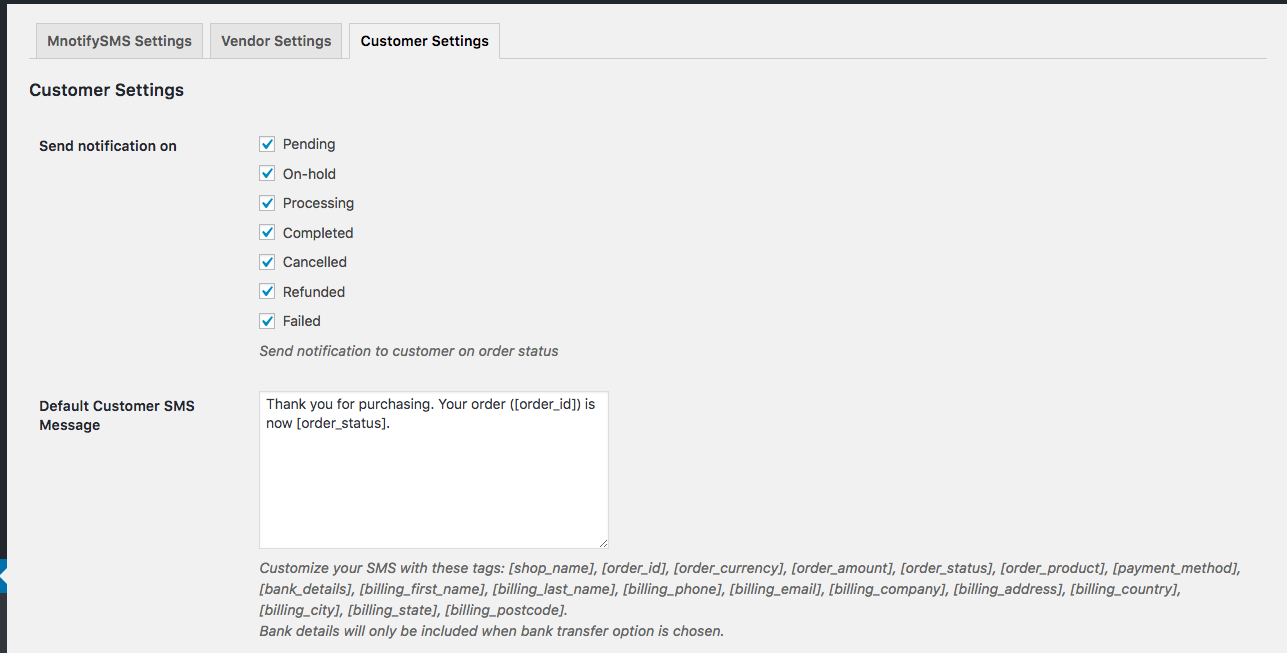 MnotifySMS Settings
Vendor Settings
Customer Settings
Customer Settings
Send notification on
Pending
On-hold
Processing
Completed
Cancelled
Refunded
Failed
Send notification to customer on order status
Default Customer SMS
Message
Thank you for purchasing. Your order ([order_id]) is
now [order_status].
Customize your SMS with these tags: [shop_name], [order_id], [order_currency], [order_amount], [order_status], [order_product], [payment_method],
[bank_details], [billing_first_name], [billing_last_name], [billing_phone], [billing_email], [billing_company], [billing_address], [billing_country],
[billing_city], [billing_state], [billing_postcode].
Bank details will only be included when bank transfer option is chosen.